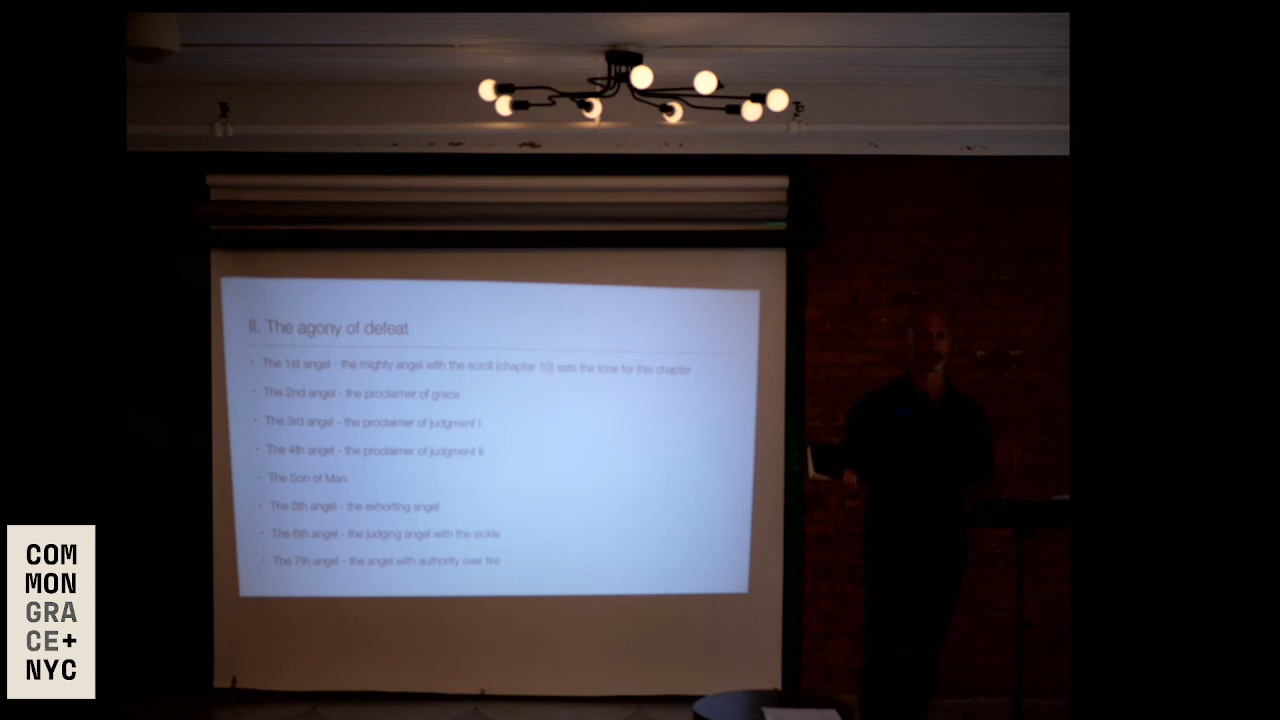 II. The agony of defeat
• The 1st angel - the mighty angel with the scroll (chapter 10) sets the tone for this chapter
• The 2nd angel - the proclaimer of grace
• The 3rd angel - the proclaimer of judgment I
• The 4th angel - the proclaimer of judgment II
• The Son of Man
• The 5th angel - the exhorting angel
• The 6th angel - the judging angel with the sickle
• The 7th angel - the angel with authority over fire
COM
MON
GRA
CE+
NYC